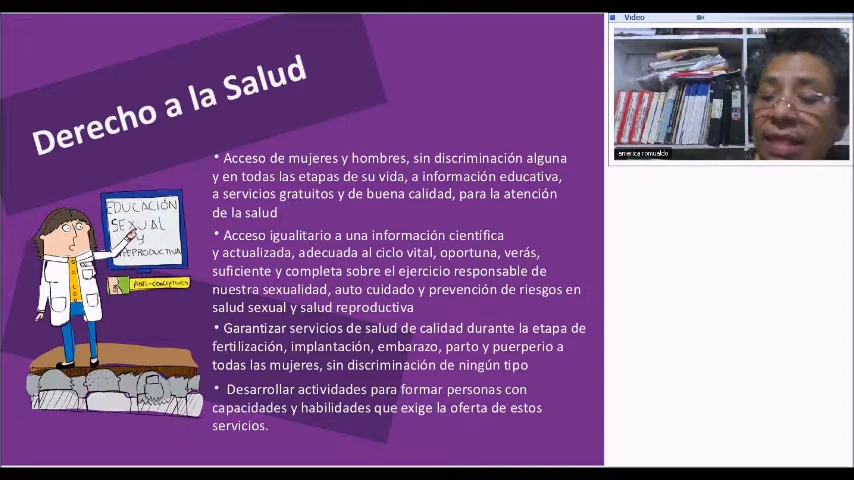 Video
america romualdo
Derecho a la Salud
• Acceso de mujeres y hombres, sin discriminación alguna
y en todas las etapas de su vida, a información educativa,
a servicios gratuitos y de buena calidad, para la atención
de la salud
• Acceso igualitario a una información científica
y actualizada, adecuada al ciclo vital, oportuna, verás,
suficiente y completa sobre el ejercicio responsable de
nuestra sexualidad, auto cuidado y prevención de riesgos en
salud sexual y salud reproductiva
• Garantizar servicios de salud de calidad durante la etapa de
fertilización, implantación, embarazo, parto y puerperio a
todas las mujeres, sin discriminación de ningún tipo
• Desarrollar actividades para formar personas con
capacidades y habilidades que exige la oferta de estos
servicios.
EDUCACIÓN
SEXUAL
Y
REPRODUCTIVA